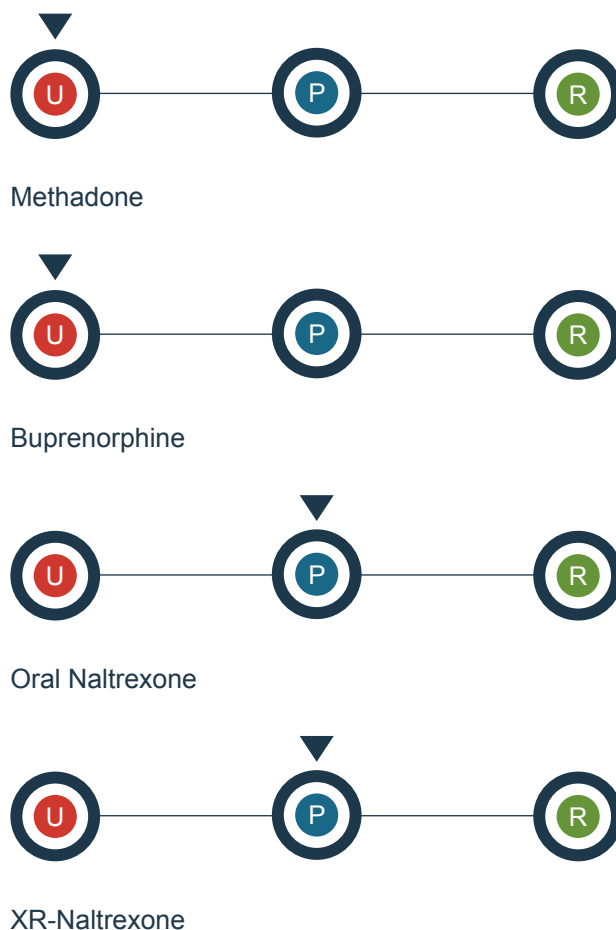 U P R
Methadone
U P R
Buprenorphine
U P R
Oral Naltrexone
U P R
XR-Naltrexone